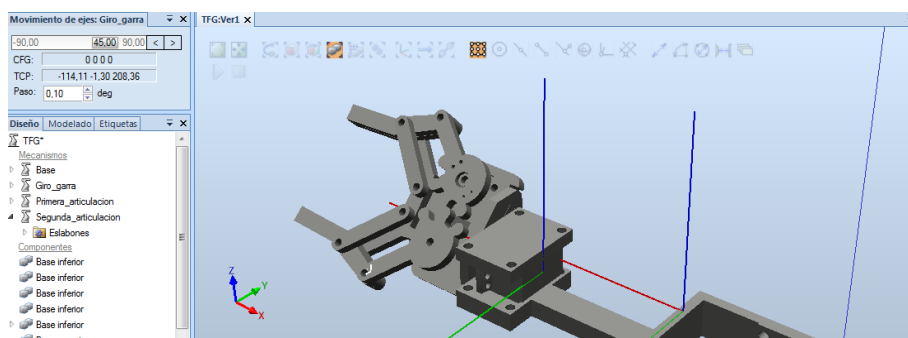 Movimiento de ejes: Giro_garra
TFG:Ver1
-90,00 45,00 90,00 < >
CFG: 0 0 0 0
TCP: -114,11 -1,30 208,36
Paso: 0,10 deg
Diseño Modelado Etiquetas
TFG*
Mecanismos
Base
Giro_garra
Primera_articulacion
Segunda_articulacion
Eslabones
Componentes
Base inferior
Base inferior
Base inferior
Base inferior
Base inferior
Z
Y
X